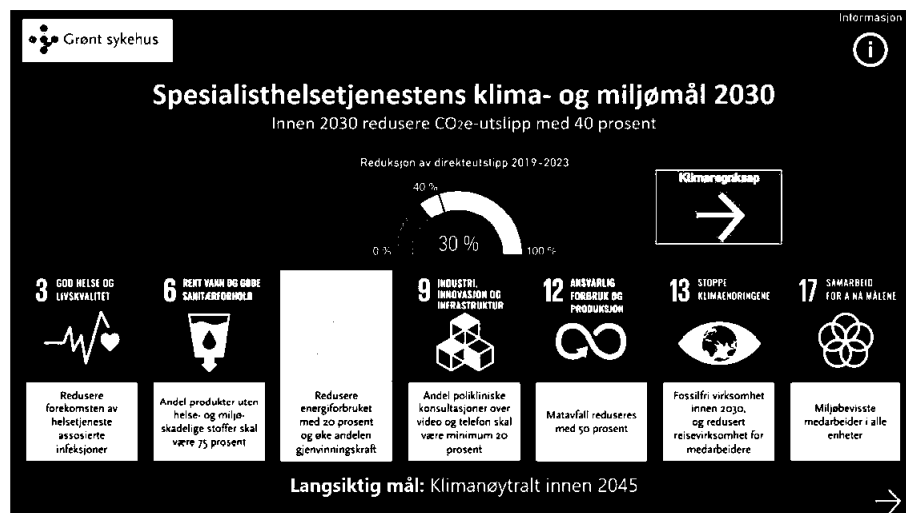 Informasjon
Grønt sykehus
i
Spesialisthelsetjenestens klima- og miljømål 2030
Innen 2030 redusere CO2e-utslipp med 40 prosent
Reduksjon av direkteutslipp 2019-2023
40 %
0 %
30 %
100 %
Klimaregnksap
3 GOD HELSE OG
LIVSKVALITET
6 RENT VANN OG GODE
SANITÆRFORHOLD
9 INDUSTRI,
INNOVASJON OG
INFRASTRUKTUR
12 ANSVARLIG
FORBRUK OG
PRODUKSJON
13 STOPPE
KLIMAENDRINGENE
17 SAMARBEID
FOR Å NÅ MÅLENE
Redusere
forekomsten av
helsetjeneste
assosierte
infeksjoner
Andel produkter uten
helse- og miljø-
skadelige stoffer skal
være 75 prosent
Redusere
energiforbruket
med 20 prosent
og øke andelen
gjenvinningskraft
Andel polikliniske
konsultasjoner over
video og telefon skal
være minimum 20
prosent
Matavfall reduseres
med 50 prosent
Fossilfri virksomhet
innen 2030,
og redusert
reisevirksomhet for
medarbeidere
Miljøbevisste
medarbeider i alle
enheter
Langsiktig mål: Klimanøytralt innen 2045